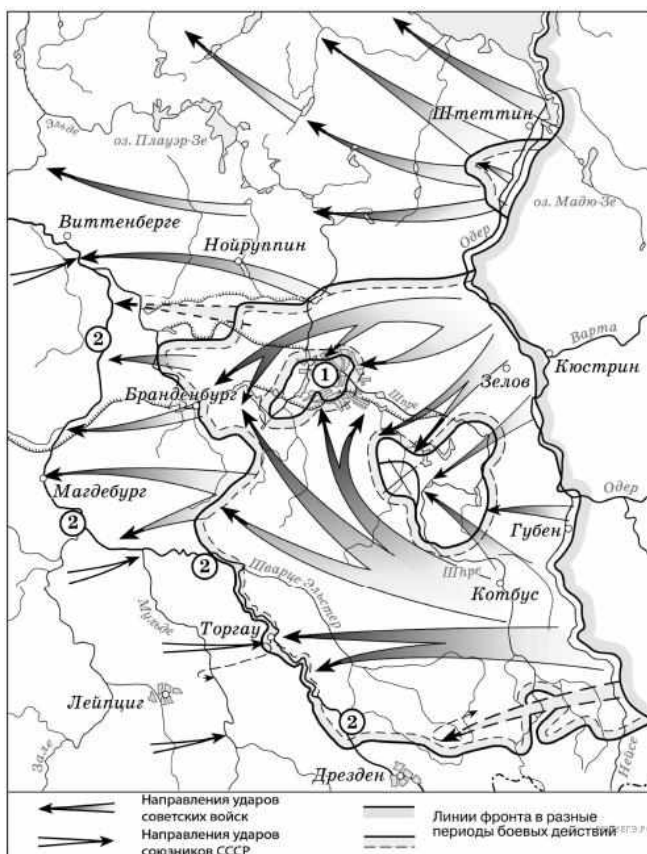 Штеттин
Эльде
оз. Плауэр-Зе
оз. Мадю-Зе
Виттенберге
Нойруппин
Одер
Варта
2
Кюстрин
1
Зелов
Бранденбург
Шпре
Магдебург
Одер
2
Губен
2
Шпре
Шварце Эльстер
Котбус
Мульде
Торгау
Лейпциг
2
Зале
Дрезден
Нейсе
Направления ударов
советских войск
Направления ударов
союзников СССР
Линии фронта в разные
периоды боевых действий